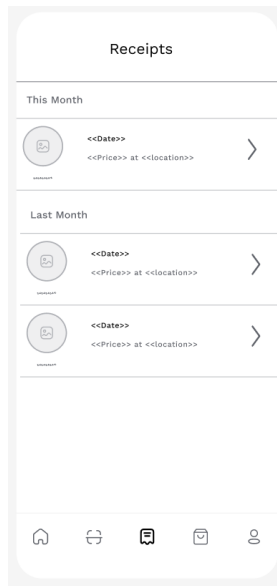 Receipts
This Month
<<Date>>
<<Price>> at <<location>>
Last Month
<<Date>>
<<Price>> at <<location>>
<<Date>>
<<Price>> at <<location>>